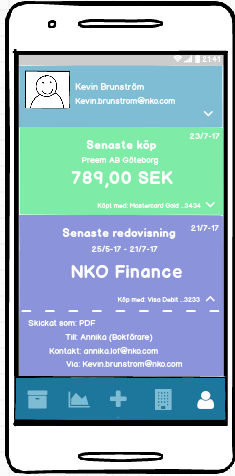 21:41
Kevin Brunström
Kevin.brunstrom@nko.com
23/7-17
Senaste köp
Preem AB Göteborg
789,00 SEK
Köpt med: Mastercard Gold ..3434
21/7-17
Senaste redovisning
25/5-17 - 21/7-17
NKO Finance
Köp med: Visa Debit ..3233
Skickat som: PDF
Till: Annika (Bokförare)
Kontakt: annika.lof@nko.com
Via: Kevin.brunstrom@nko.com